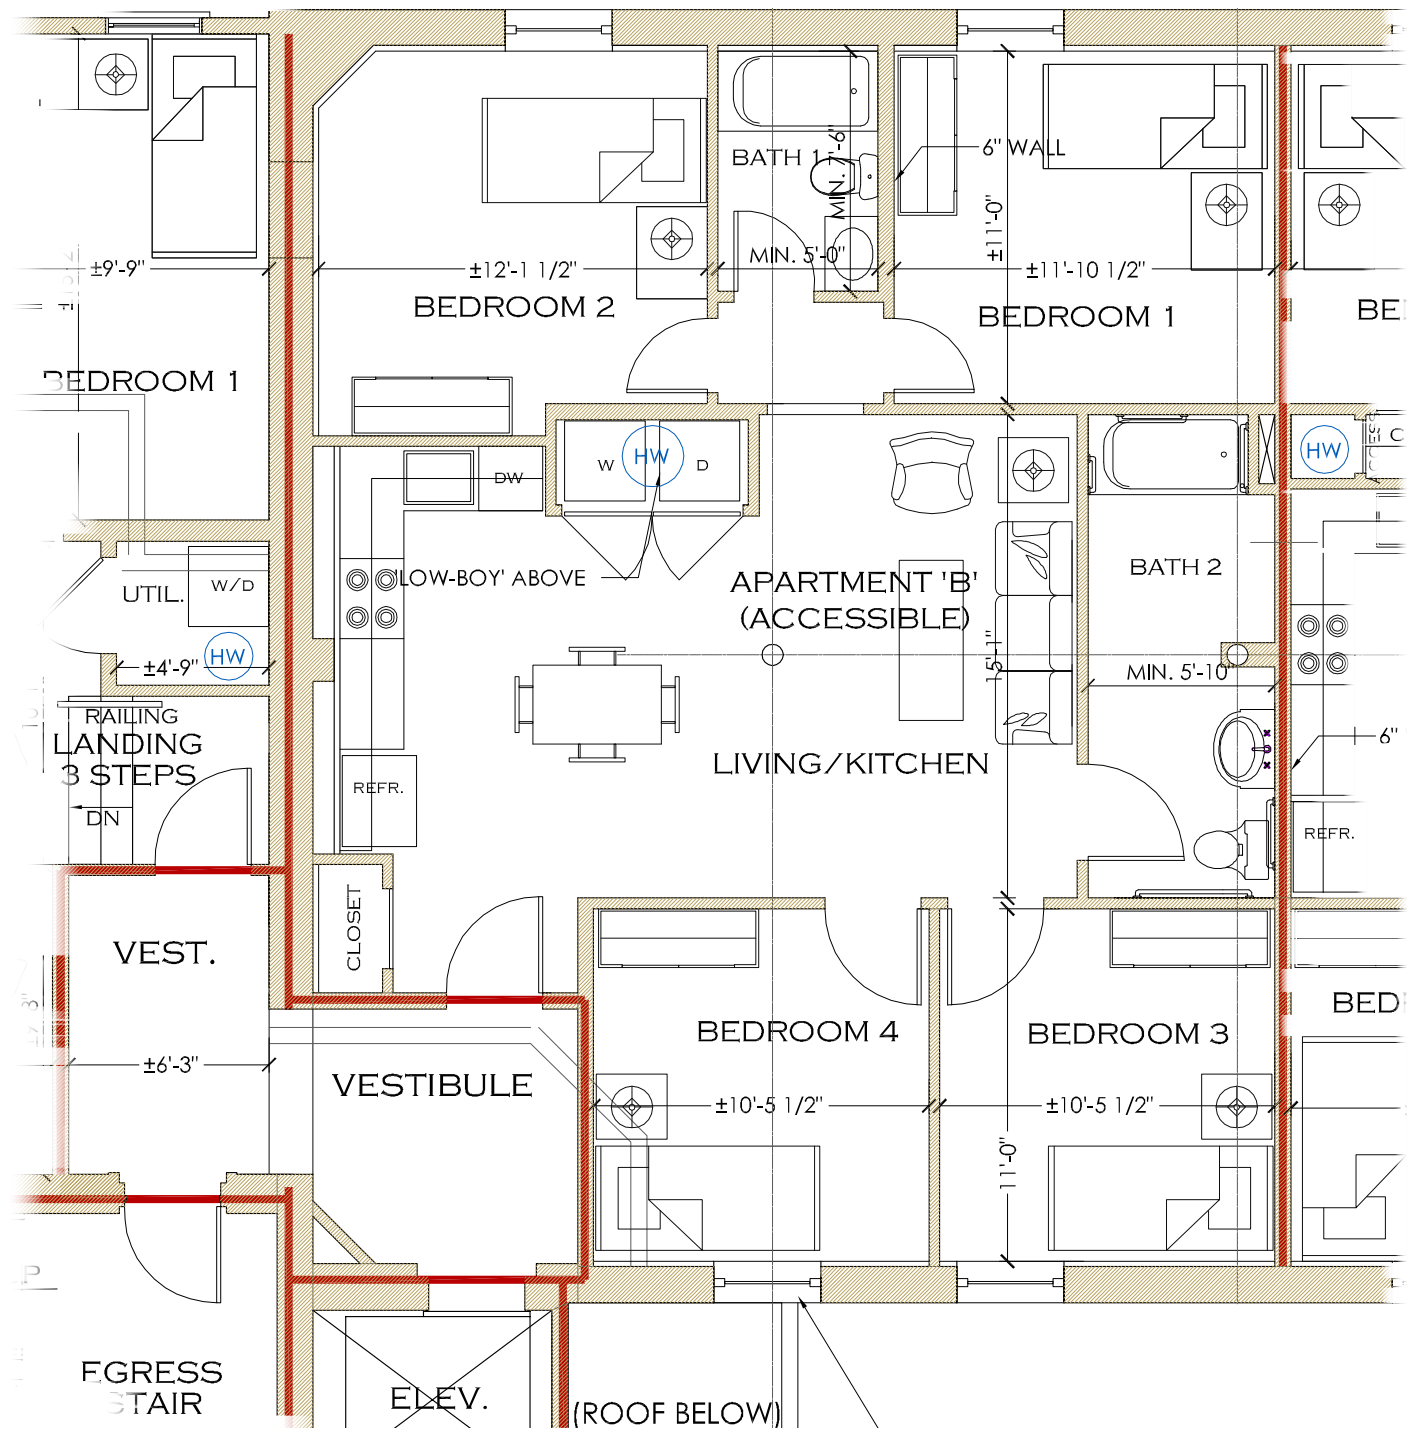 BATH 1
6" WALL
MIN. 7'-6"
±11'-0"
±9'-9"
±12'-1 1/2"
MIN. 5'-0"
±11'-10 1/2"
BEDROOM 2
BEDROOM 1
BE
BEDROOM 1
W
HW
D
DW
HW
'LOW-BOY' ABOVE
APARTMENT 'B'
(ACCESSIBLE)
BATH 2
UTIL.
W/D
HW
±4'-9"
15'-1"
MIN. 5'-10"
RAILING
LANDING
3 STEPS
DN
LIVING/KITCHEN
6"
REFR.
REFR.
CLOSET
VEST.
BEDROOM 4
BEDROOM 3
BED
±6'-3"
VESTIBULE
±10'-5 1/2"
±10'-5 1/2"
11'-0"
EGRESS
STAIR
ELEV.
(ROOF BELOW)